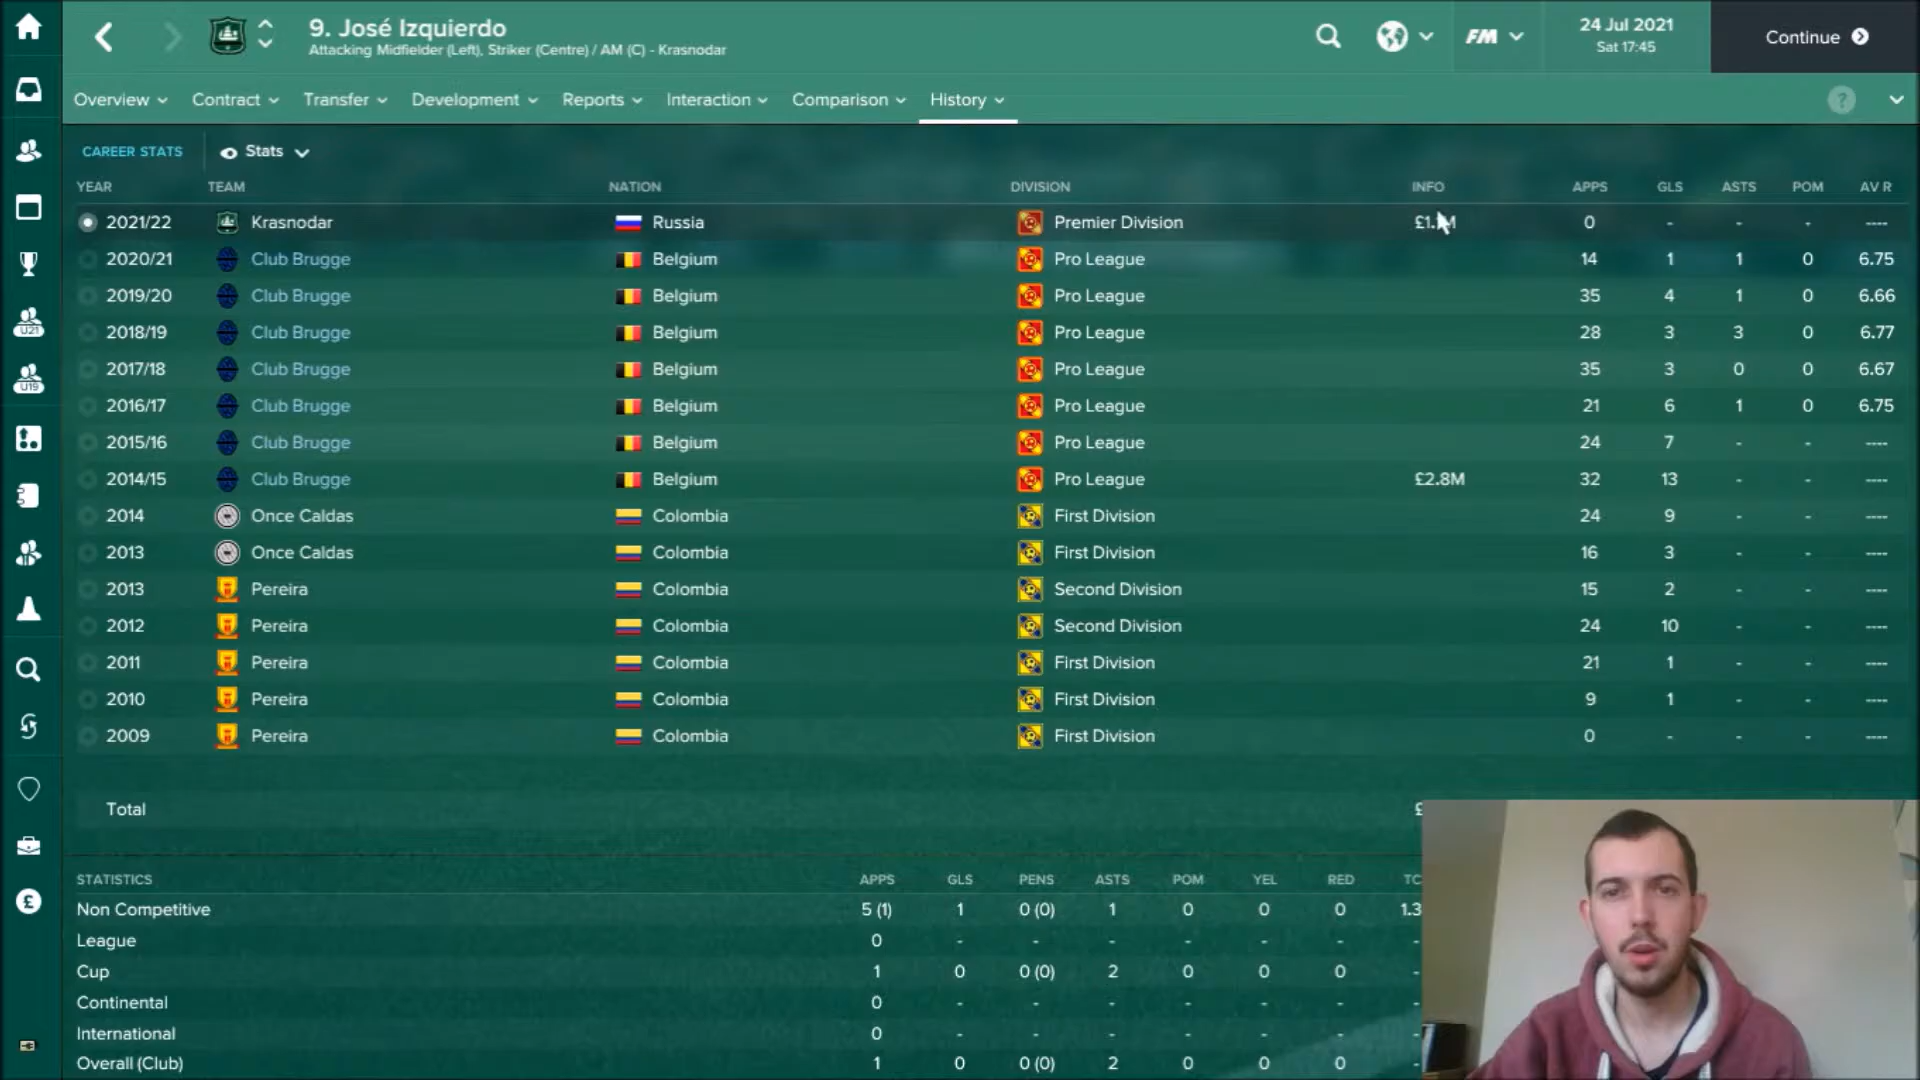 9. José Izquierdo
Attacking Midfielder (Left), Striker (Centre) / AM (C) - Krasnodar
FM
24 Jul 2021
Sat 17:45
Continue
Overview Contract Transfer Development Reports Interaction Comparison History ?
CAREER STATS Stats
YEAR TEAM NATION DIVISION INFO APPS GLS ASTS POM AV R
2021/22 Krasnodar Russia Premier Division 0 - - - ----
2020/21 Club Brugge Belgium Pro League 14 1 1 0 6.75
2019/20 Club Brugge Belgium Pro League 35 4 1 0 6.66
2018/19 Club Brugge Belgium Pro League 28 3 3 0 6.77
2017/18 Club Brugge Belgium Pro League 35 3 0 0 6.67
2016/17 Club Brugge Belgium Pro League 21 6 1 0 6.75
2015/16 Club Brugge Belgium Pro League 24 7 - - ----
2014/15 Club Brugge Belgium Pro League £2.8M 32 13 - - ----
2014 Once Caldas Colombia First Division 24 9 - - ----
2013 Once Caldas Colombia First Division 16 3 - - ----
2013 Pereira Colombia Second Division 15 2 - - ----
2012 Pereira Colombia Second Division 24 10 - - ----
2011 Pereira Colombia First Division 21 1 - - ----
2010 Pereira Colombia First Division 9 1 - - ----
2009 Pereira Colombia First Division 0 - - - ----
Total £
STATISTICS APPS GLS PENS ASTS POM YEL RED TC
Non Competitive 5 (1) 1 0 (0) 1 0 0 0 1.3
League 0 - - - - - - -
Cup 1 0 0 (0) 2 0 0 0 -
Continental 0 - - - - - - -
International 0 - - - - - - -
Overall (Club) 1 0 0 (0) 2 0 0 0 -
U21
U19
£